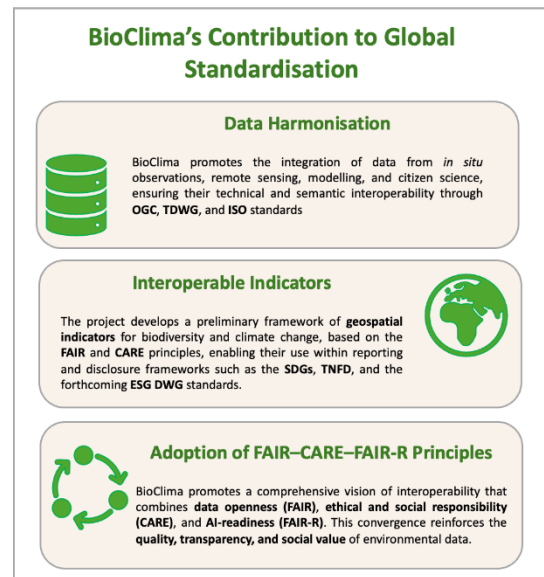 BioClima's Contribution to Global
Standardisation
Data Harmonisation
BioClima promotes the integration of data from in situ
observations, remote sensing, modelling, and citizen science,
ensuring their technical and semantic interoperability through
OGC, TDWG, and ISO standards
Interoperable Indicators
The project develops a preliminary framework of geospatial
indicators for biodiversity and climate change, based on the
FAIR and CARE principles, enabling their use within reporting
and disclosure frameworks such as the SDGs, TNFD, and the
forthcoming ESG DWG standards.
Adoption of FAIR–CARE–FAIR-R Principles
BioClima promotes a comprehensive vision of interoperability that
combines data openness (FAIR), ethical and social responsibility
(CARE), and AI-readiness (FAIR-R). This convergence reinforces the
quality, transparency, and social value of environmental data.